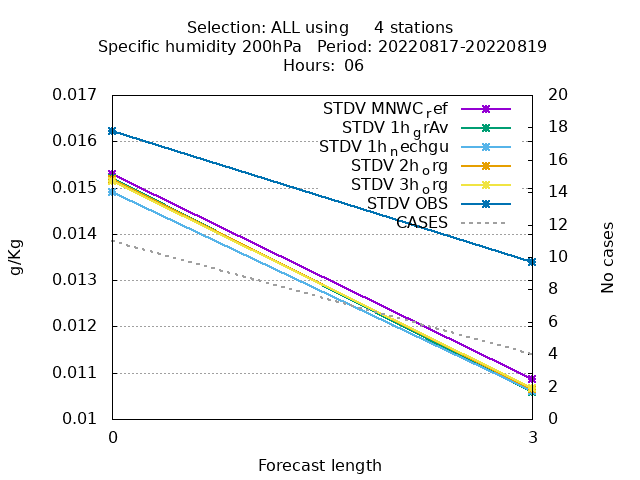 Selection: ALL using 4 stations
Specific humidity 200hPa Period: 20220817-20220819
Hours: 06
0.017
0.016
0.015
0.014
0.013
0.012
0.011
0.01
20
18
16
14
12
10
8
6
4
2
0
STDV MNWC_ref
STDV 1h_grAv
STDV 1h_nechgu
STDV 2h_org
STDV 3h_org
STDV OBS
CASES
g/Kg
No cases
0
3
Forecast length